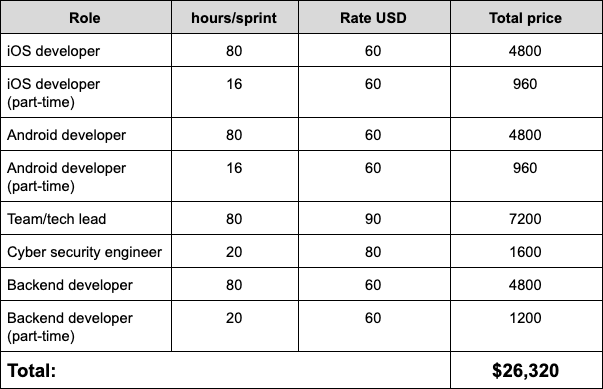 Role hours/sprint Rate USD Total price
iOS developer 80 60 4800
iOS developer 16 60 960
(part-time)
Android developer 80 60 4800
Android developer 16 60 960
(part-time)
Team/tech lead 80 90 7200
Cyber security engineer 20 80 1600
Backend developer 80 60 4800
Backend developer 20 60 1200
(part-time)
Total: $26,320